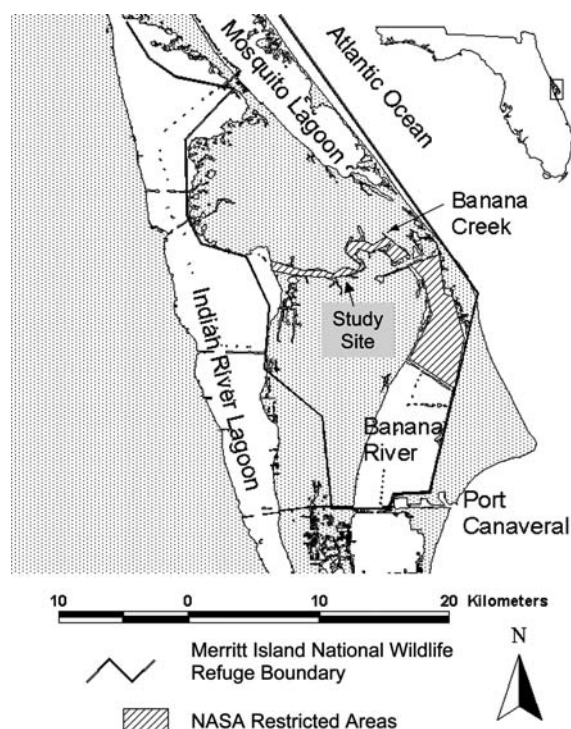 Mosquito Lagoon
Atlantic Ocean
Banana
Creek
Study
Site
Indian River Lagoon
Banana
River
Port
Canaveral
10 0 10 20 Kilometers
Merritt Island National Wildlife
Refuge Boundary
N
NASA Restricted Areas